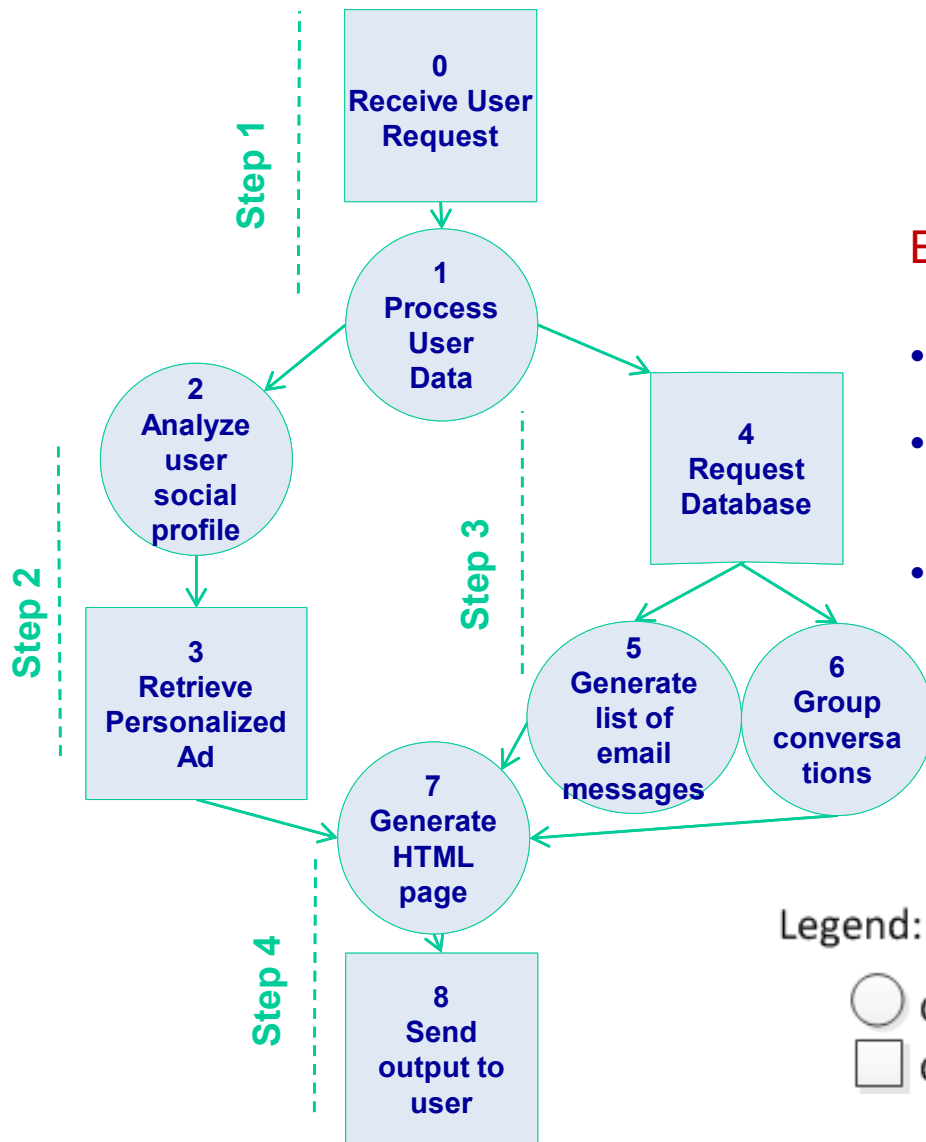 0
Receive User
Request
Step 1
1
Process
User
Data
2
Analyze
user
social
profile
4
Request
Database
Step 3
Step 2
3
Retrieve
Personalized
Ad
5
Generate
list of
email
messages
6
Group
conversa
tions
7
Generate
HTML
page
Step 4
8
Send
output to
user
Legend: